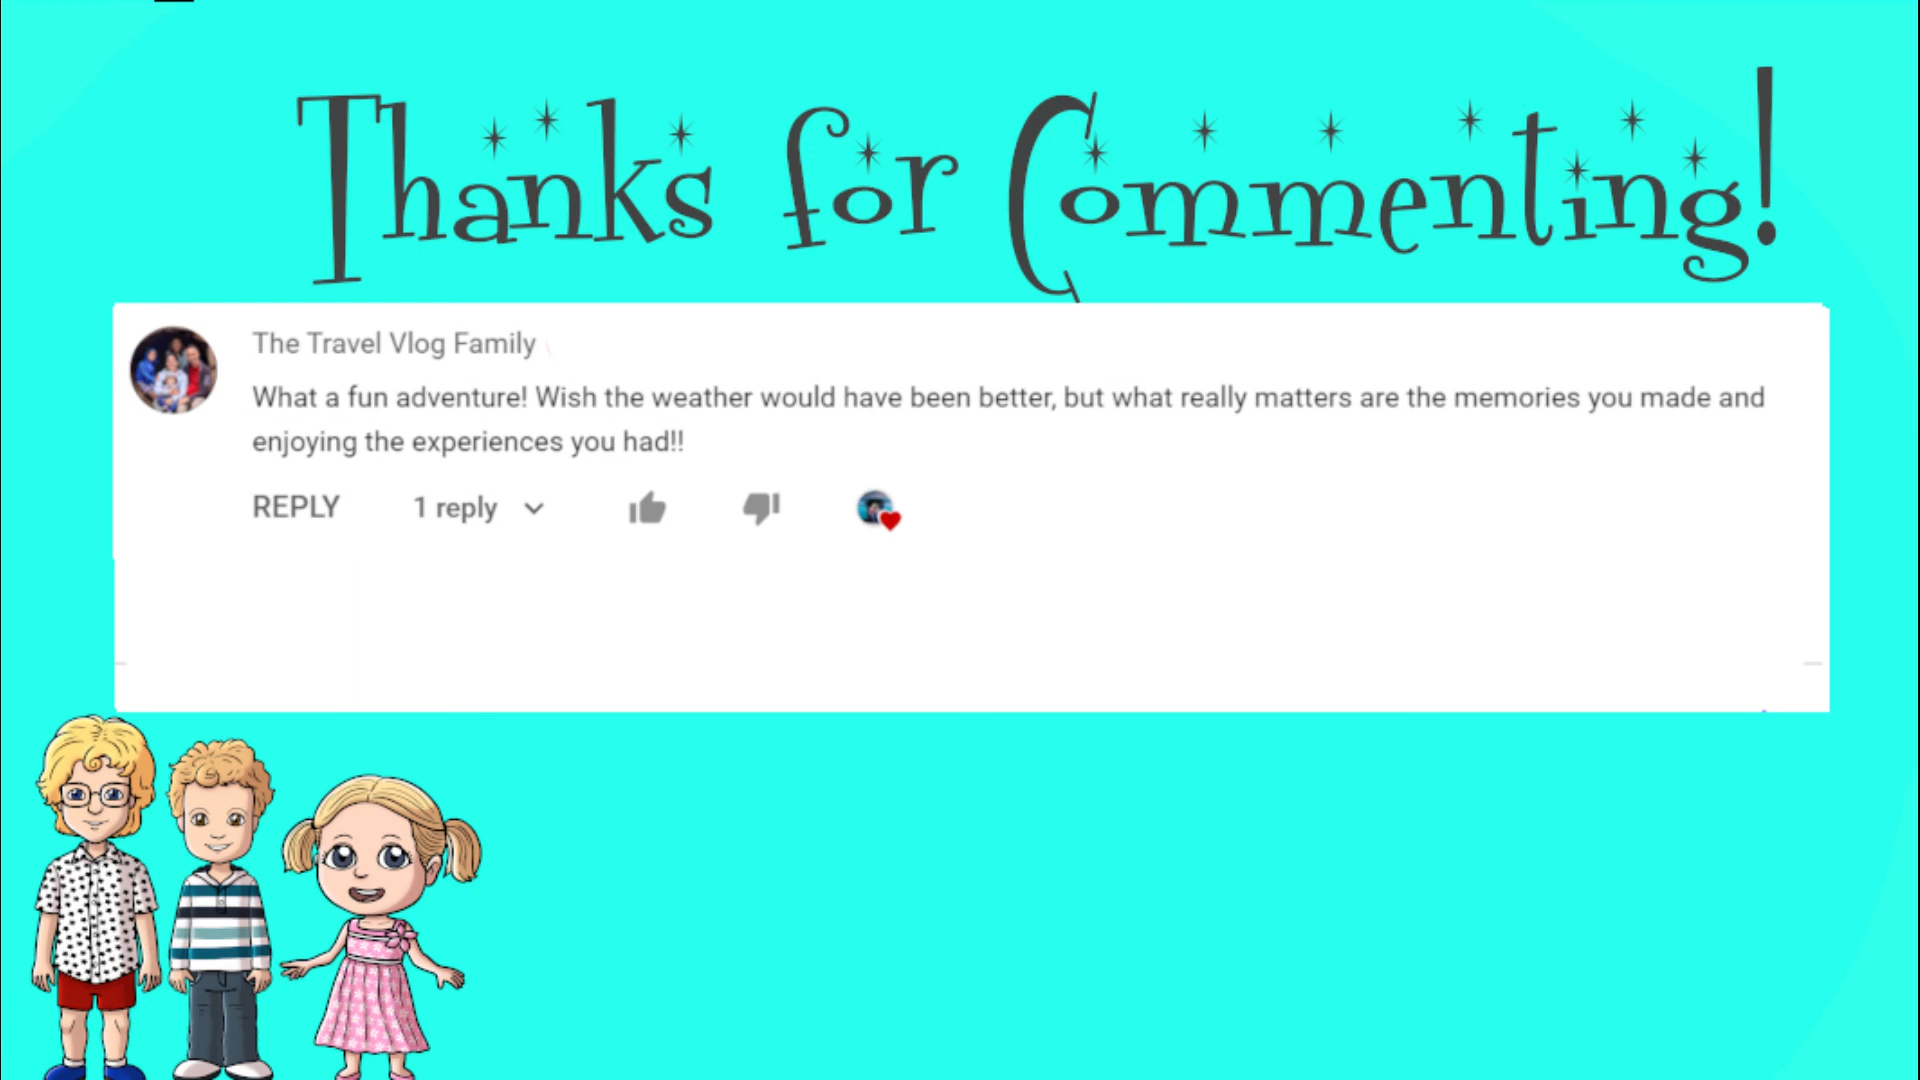 Thanks for Commenting!
The Travel Vlog Family
What a fun adventure! Wish the weather would have been better, but what really matters are the memories you made and
enjoying the experiences you had!!
REPLY 1 reply